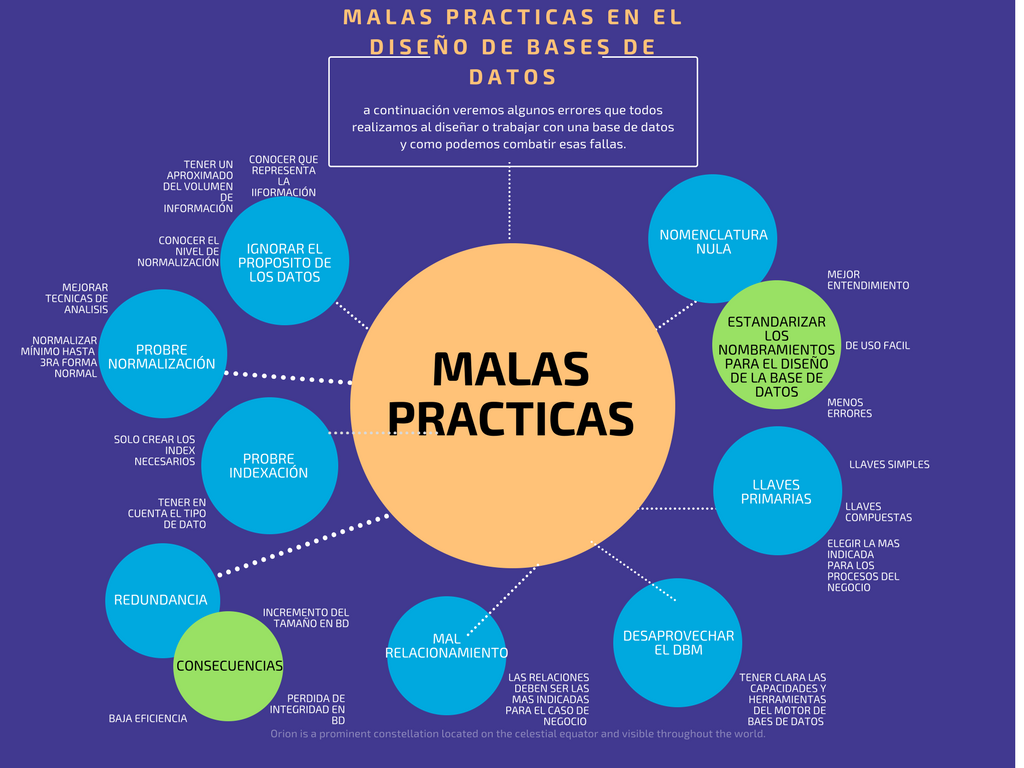 MALAS PRACTICAS EN EL
DISEÑO DE BASES DE
DATOS
a continuación veremos algunos errores que todos
realizamos al diseñar o trabajar con una base de datos
y como podemos combatir esas fallas.
TENER UN
APROXIMADO
DEL VOLUMEN
DE
INFORMACIÓN
CONOCER QUE
REPRESENTA
LA
IIFORMACIÓN
CONOCER EL
NIVEL DE
NORMALIZACIÓN
IGNORAR EL
PROPOSITO DE
LOS DATOS
MEJORAR
TECNICAS DE
ANALISIS
NORMALIZAR
MÍNIMO HASTA
3RA FORMA
NORMAL
PROBRE
NORMALIZACIÓN
SOLO CREAR LOS
INDEX
NECESARIOS
TENER EN
CUENTA EL TIPO
DE DATO
PROBRE
INDEXACIÓN
MALAS
PRACTICAS
NOMENCLATURA
NULA
ESTANDARIZAR
LOS
NOMBRAMIENTOS
PARA EL DISEÑO
DE LA BASE DE
DATOS
MEJOR
ENTENDIMIENTO
DE USO FACIL
MENOS
ERRORES
LLAVES
PRIMARIAS
LLAVES SIMPLES
LLAVES
COMPUESTAS
ELEGIR LA MAS
INDICADA
PARA LOS
PROCESOS DEL
NEGOCIO
REDUNDANCIA
CONSECUENCIAS
INCREMENTO DEL
TAMAÑO EN BD
PERDIDA DE
INTEGRIDAD EN
BD
BAJA EFICIENCIA
MAL
RELACIONAMIENTO
LAS RELACIONES
DEBEN SER LAS
MAS INDICADAS
PARA EL CASO DE
NEGOCIO
DESAPROVECHAR
EL DBM
TENER CLARA LAS
CAPACIDADES Y
HERRAMIENTAS
DEL MOTOR DE
BAES DE DATOS
Orion is a prominent constellation located on the celestial equator and visible throughout the world.